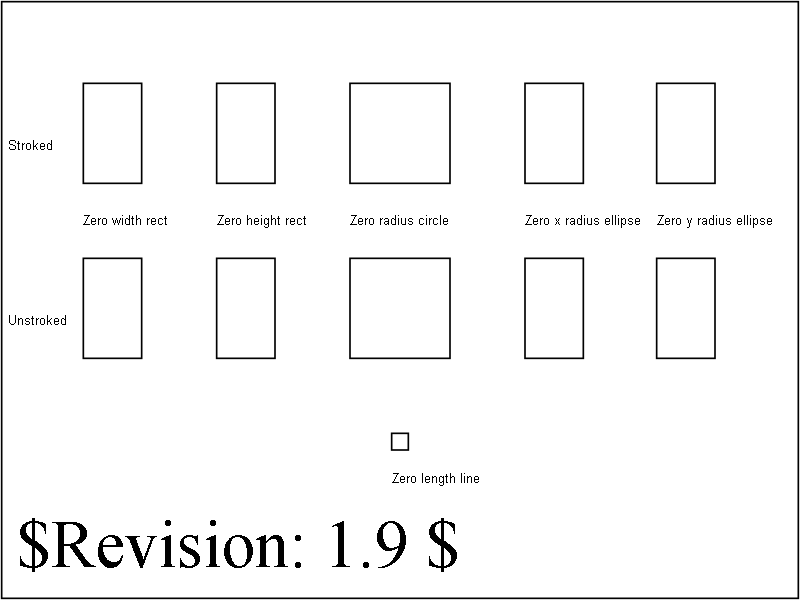 Stroked
Zero width rect
Zero height rect
Zero radius circle
Zero x radius ellipse
Zero y radius ellipse
Unstroked
Zero length line
$Revision: 1.9 $